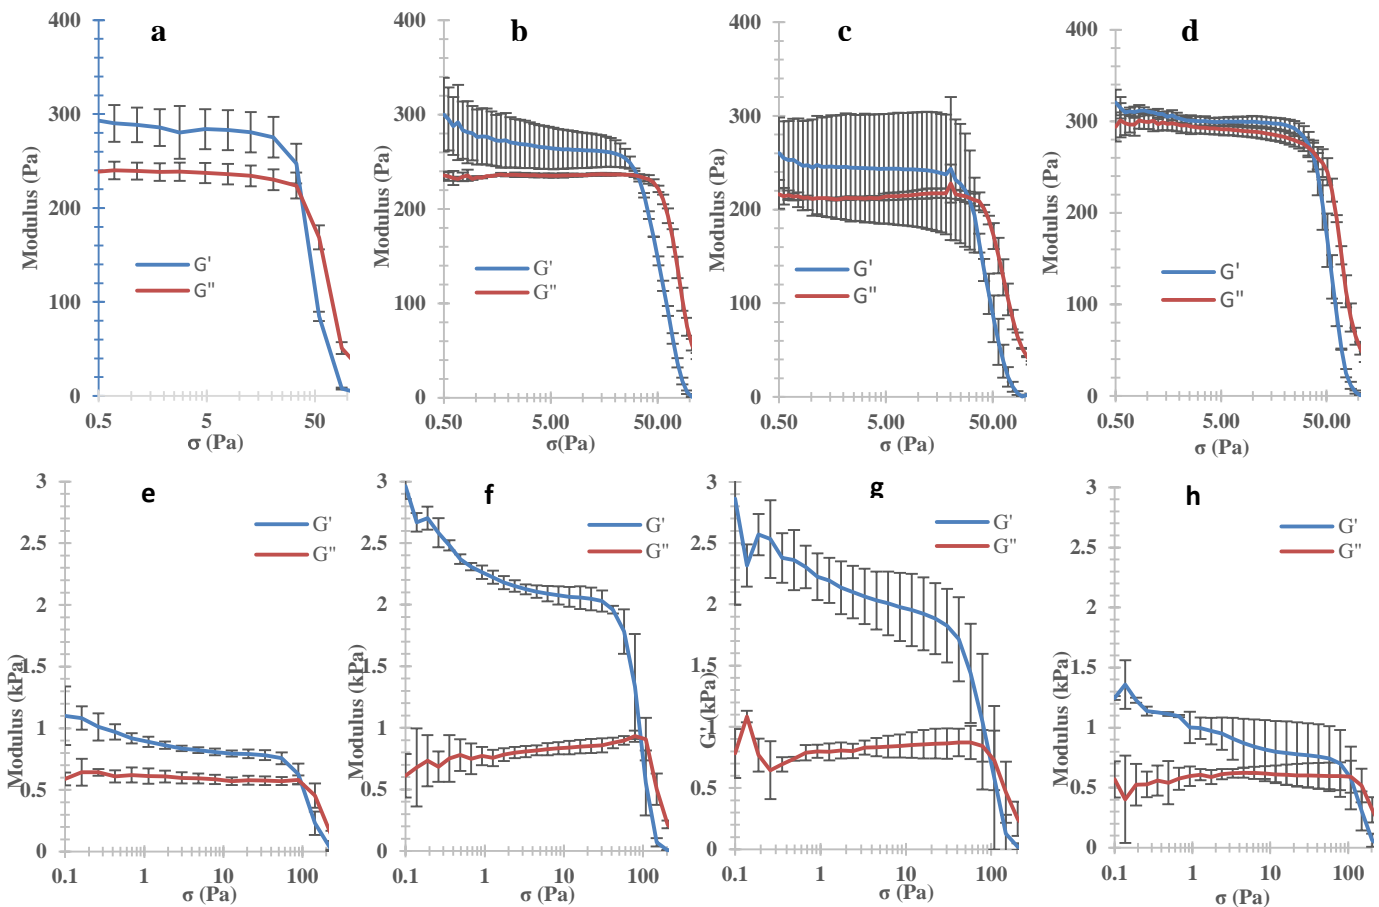 a
400
300
200
100
0
Modulus (Pa)
G'
G"
0.5
5
50
σ (Pa)
b
400
300
200
100
0
Modulus (Pa)
G'
G"
0.50
5.00
50.00
σ(Pa)
c
400
300
200
100
0
Modulus (Pa)
G'
G"
0.50
5.00
50.00
σ (Pa)
d
400
300
200
100
0
Modulus (Pa)
G'
G"
0.50
5.00
50.00
σ (Pa)
e
3
2.5
2
1.5
1
0.5
0
Modulus (kPa)
G'
G"
0.1
1
10
100
σ (Pa)
f
3
2.5
2
1.5
1
0.5
0
Modulus (kPa)
G'
G"
0.1
1
10
100
σ (Pa)
g
3
2.5
2
1.5
1
0.5
0
G' (kPa)
G'
G"
0.1
1
10
100
σ (Pa)
h
3
2.5
2
1.5
1
0.5
0
Modulus (kPa)
G'
G"
0.1
1
10
100
σ (Pa)